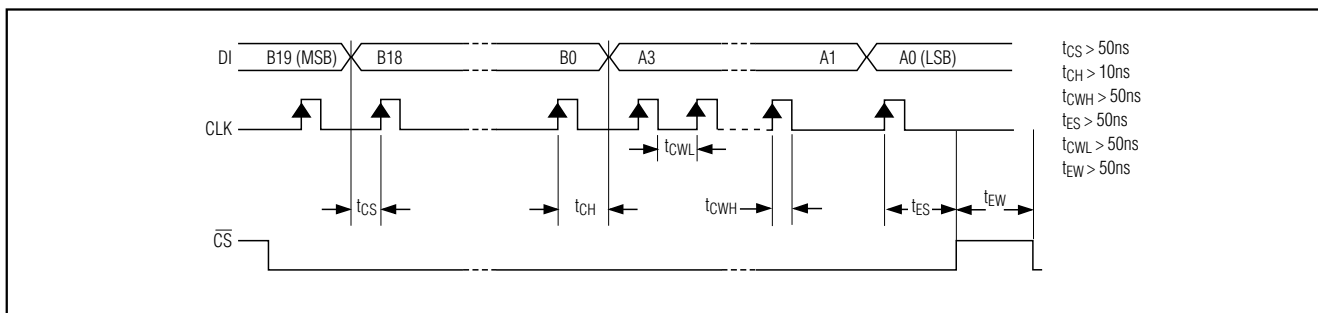 DI B19 (MSB) B18 B0 A3 A1 A0 (LSB)
CLK
tCWL
tCS tCH tCWH tES tEW
CS
tCS > 50ns
tCH > 10ns
tCWH > 50ns
tES > 50ns
tCWL > 50ns
tEW > 50ns